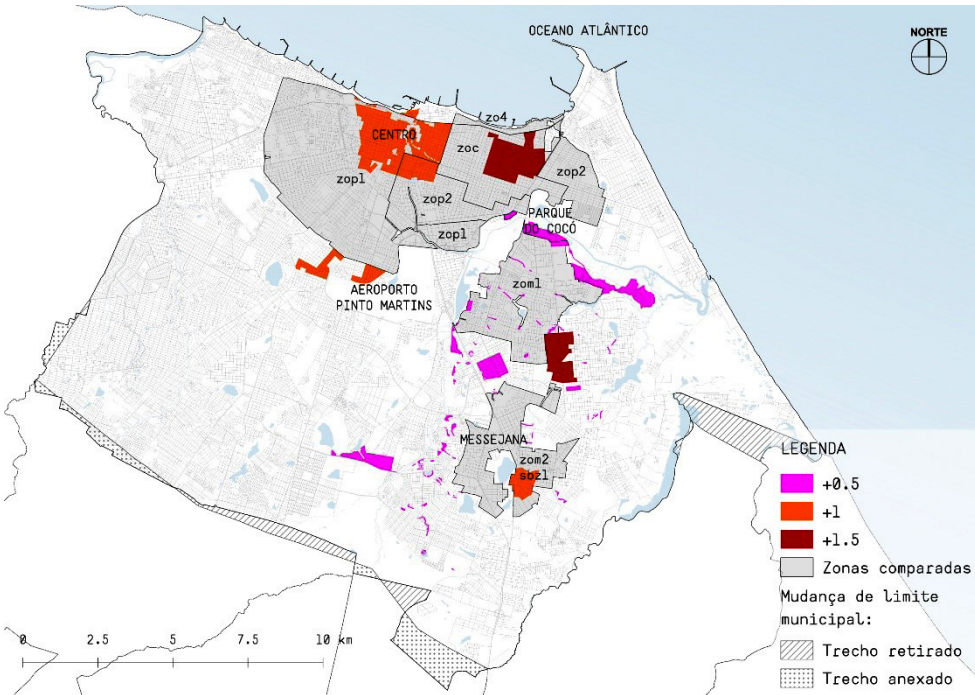 OCEANO ATLÂNTICO
NORTE
zo4
CENTRO
zoc
zop1
zop2
zop2
PARQUE
DO COCÓ
zop1
AEROPORTO
PINTO MARTINS
zom1
MESSEJANA
zom2
sbz1
LEGENDA
+0.5
+1
+1.5
Zonas comparadas
Mudança de limite
municipal:
Trecho retirado
Trecho anexado
0 2.5 5 7.5 10 km